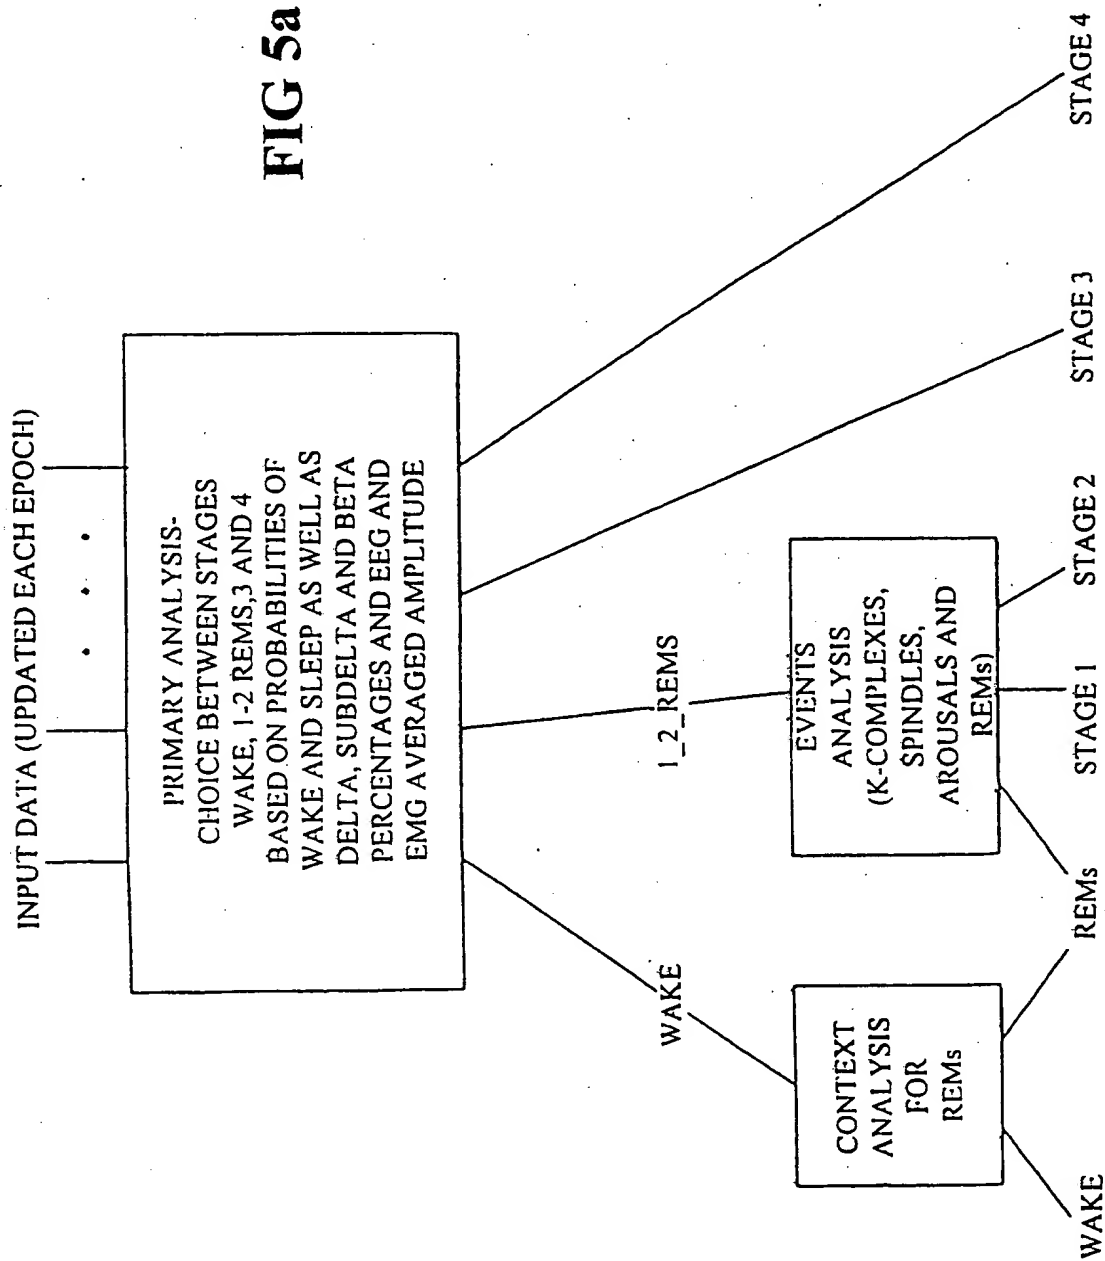 FIG 5a
INPUT DATA (UPDATED EACH EPOCH)
PRIMARY ANALYSIS-
CHOICE BETWEEN STAGES
WAKE, 1-2 REMS,3 AND 4
BASED ON PROBABILITIES OF
WAKE AND SLEEP AS WELL AS
DELTA, SUBDELTA AND BETA
PERCENTAGES AND EEG AND
EMG AVERAGED AMPLITUDE
WAKE
1_2_REMS
CONTEXT
ANALYSIS
FOR
REMs
EVENTS
ANALYSIS
(K-COMPLEXES,
SPINDLES,
AROUSALS AND
REMs)
WAKE
REMs
STAGE 1
STAGE 2
STAGE 3
STAGE 4